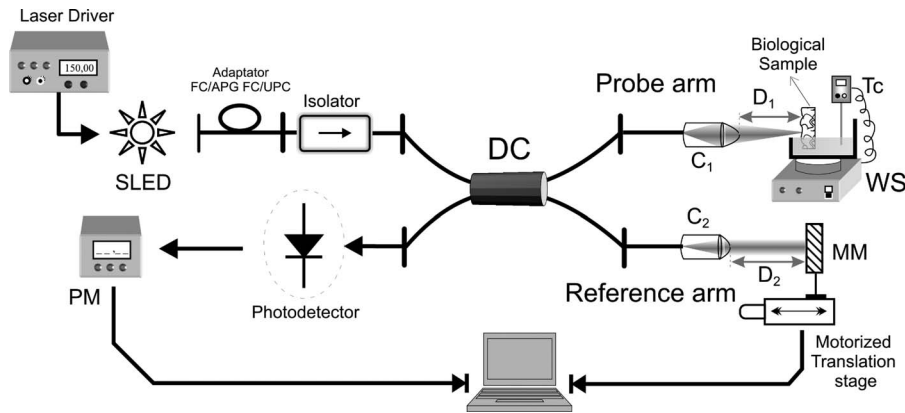 Laser Driver
150,00
SLED
Adaptator
FC/APG FC/UPC
Isolator
DC
Probe arm
C1
D1
Biological
Sample
Tc
WS
C2
D2
MM
Reference arm
Motorized
Translation
stage
Photodetector
PM